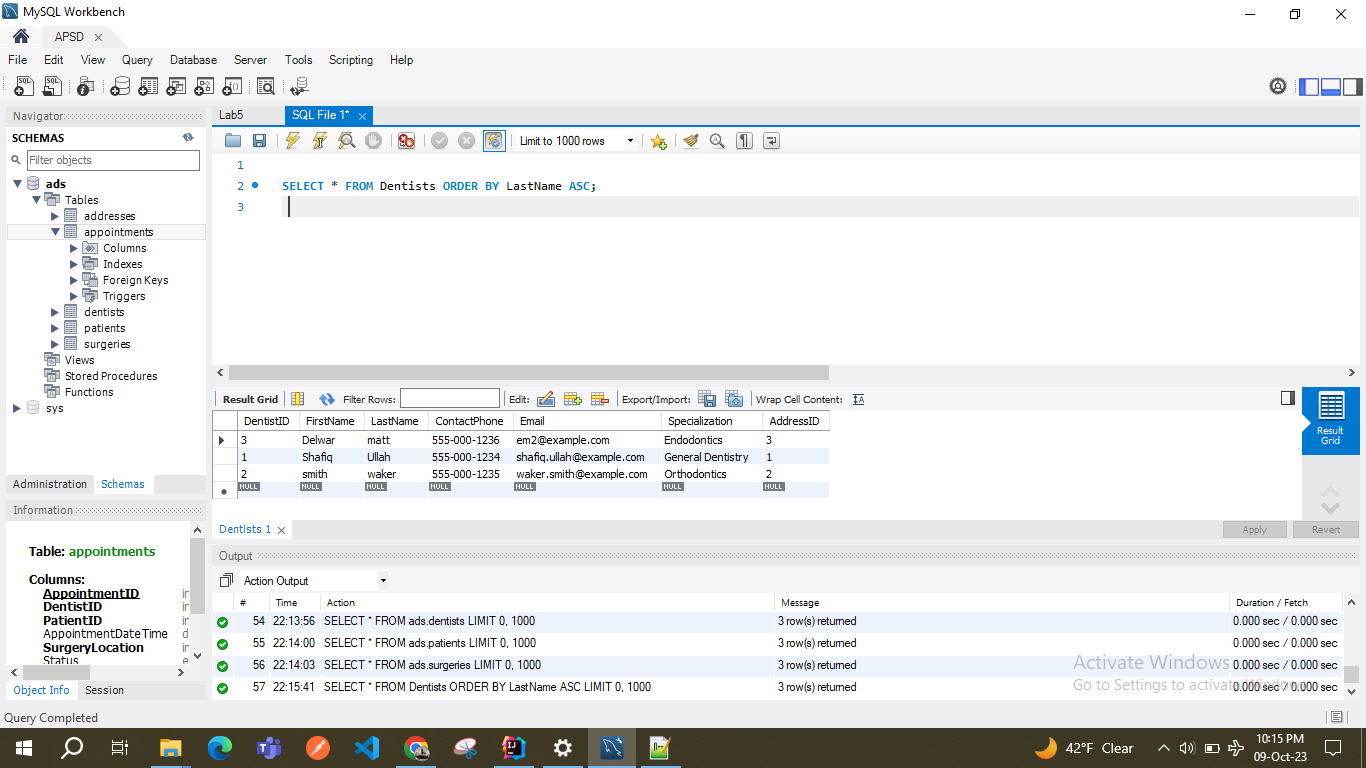 MySQL Workbench
APSD
File Edit View Query Database Server Tools Scripting Help
Navigator
SCHEMAS
Filter objects
ads
Tables
addresses
appointments
Columns
Indexes
Foreign Keys
Triggers
dentists
patients
surgeries
Views
Stored Procedures
Functions
sys
Administration Schemas
Information
Table: appointments
Columns:
AppointmentID in
DentistID in
PatientID in
AppointmentDateTime d
SurgeryLocation in
Status e
Object Info Session
Lab5 SQL File 1*
Limit to 1000 rows
1
2 SELECT * FROM Dentists ORDER BY LastName ASC;
3
Result Grid Filter Rows: Edit: Export/Import: Wrap Cell Content:
DentistID FirstName LastName ContactPhone Email Specialization AddressID
3 Delwar matt 555-000-1236 em2@example.com Endodontics 3
1 Shafiq Ullah 555-000-1234 shafiq.ullah@example.com General Dentistry 1
2 smith waker 555-000-1235 waker.smith@example.com Orthodontics 2
NULL NULL NULL NULL NULL NULL NULL
Result
Grid
Dentists 1 Apply Revert
Output
Action Output
# Time Action Message Duration / Fetch
54 22:13:56 SELECT * FROM ads.dentists LIMIT 0, 1000 3 row(s) returned 0.000 sec / 0.000 sec
55 22:14:00 SELECT * FROM ads.patients LIMIT 0, 1000 3 row(s) returned 0.000 sec / 0.000 sec
56 22:14:03 SELECT * FROM ads.surgeries LIMIT 0, 1000 3 row(s) returned 0.000 sec / 0.000 sec
57 22:15:41 SELECT * FROM Dentists ORDER BY LastName ASC LIMIT 0, 1000 3 row(s) returned 0.000 sec / 0.000 sec
Activate Windows
Go to Settings to activate Windows.
Query Completed
42°F Clear
10:15 PM
09-Oct-23